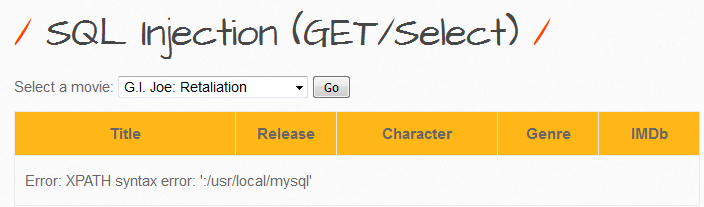 / SQL Injection (GET/Select) /
Select a movie: G.I. Joe: Retaliation Go
Title Release Character Genre IMDb
Error: XPATH syntax error: ':/usr/local/mysql'